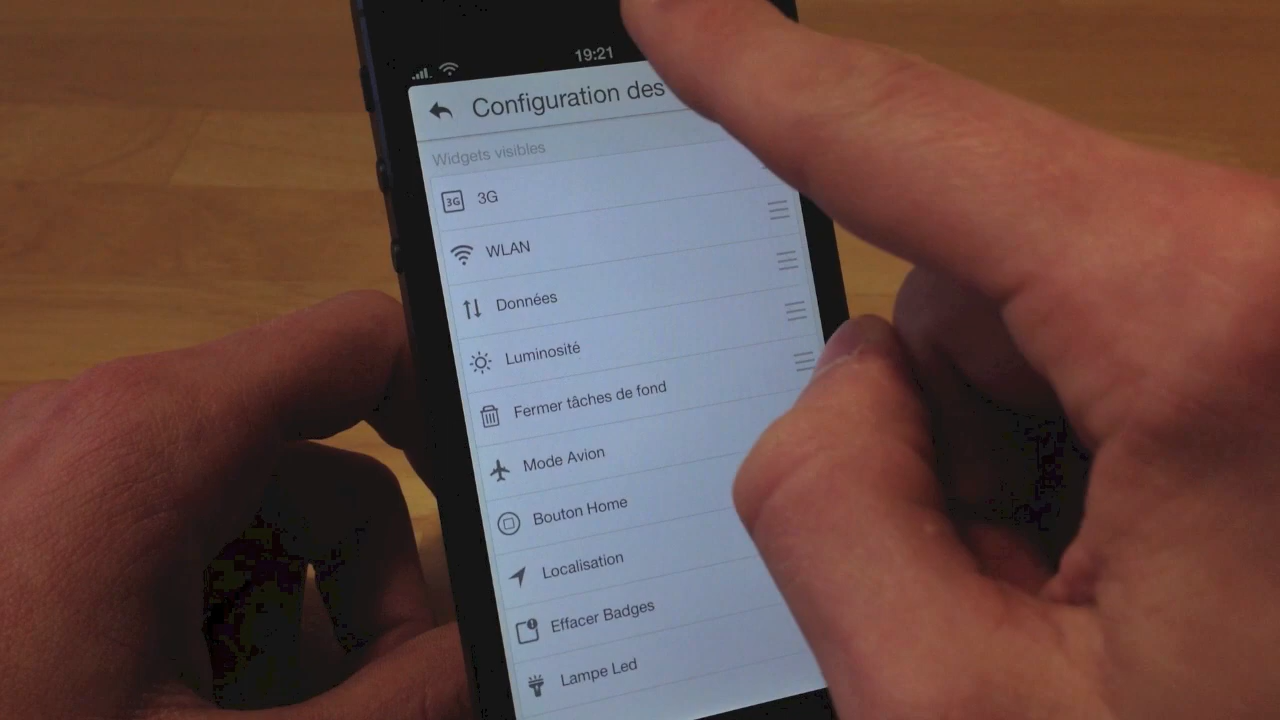 19:21
Configuration des
Widgets visibles
3G 3G
WLAN
Données
Luminosité
Fermer tâches de fond
Mode Avion
Bouton Home
Localisation
Effacer Badges
Lampe Led